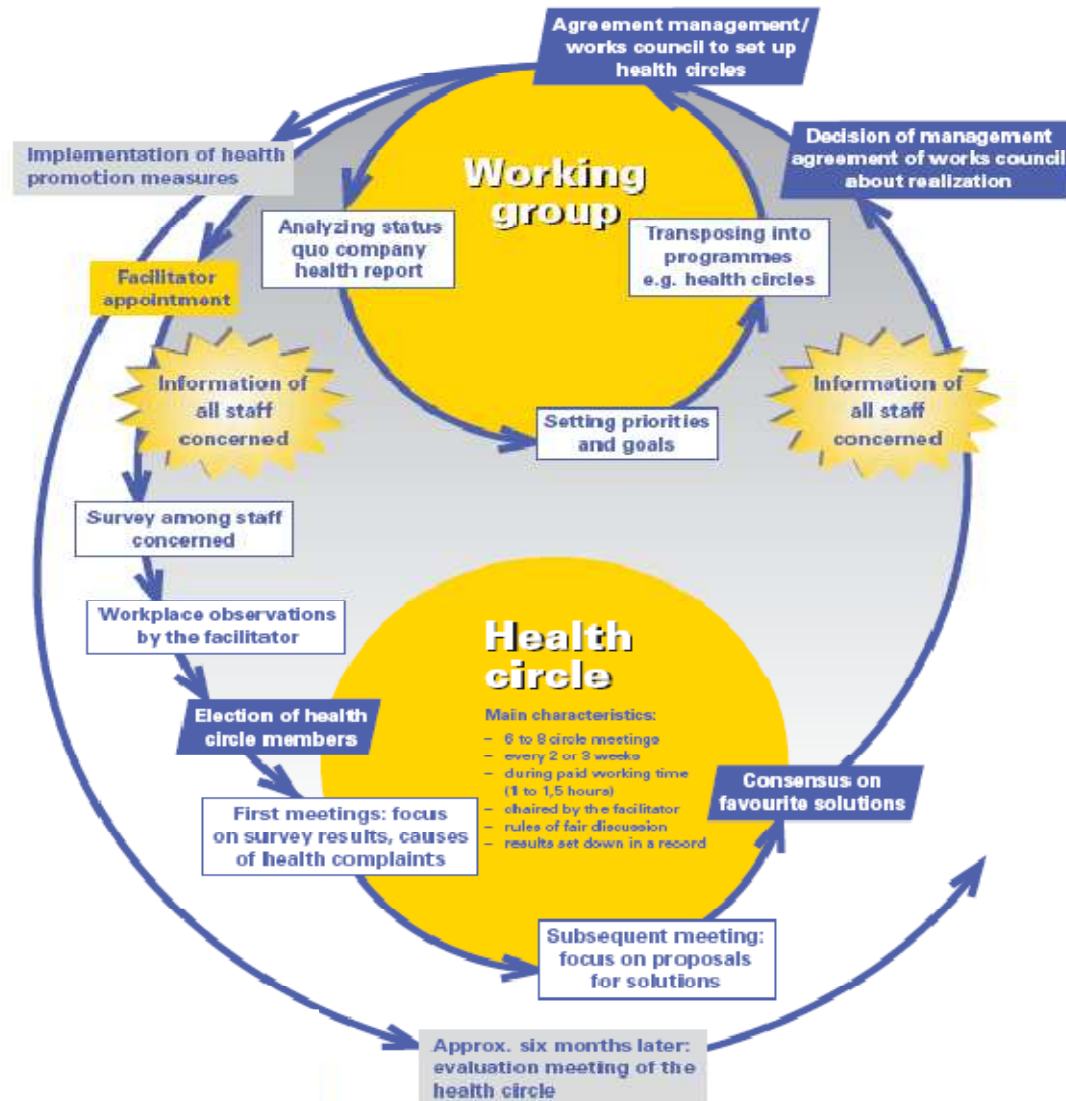 Agreement management/
works council to set up
health circles
Implementation of health
promotion measures
Decision of management
agreement of works council
about realization
Working
group
Analyzing status
quo company
health report
Transposing into
programmes
e.g. health circles
Facilitator
appointment
Information of
all staff
concerned
Information of
all staff
concerned
Setting priorities
and goals
Survey among staff
concerned
Workplace observations
by the facilitator
Health
circle
Main characteristics:
– 6 to 8 circle meetings
– every 2 or 3 weeks
– during paid working time
(1 to 1,5 hours)
– chaired by the facilitator
– rules of fair discussion
– results set down in a record
Election of health
circle members
Consensus on
favourite solutions
First meetings: focus
on survey results, causes
of health complaints
Subsequent meeting:
focus on proposals
for solutions
Approx. six months later:
evaluation meeting of the
health circle